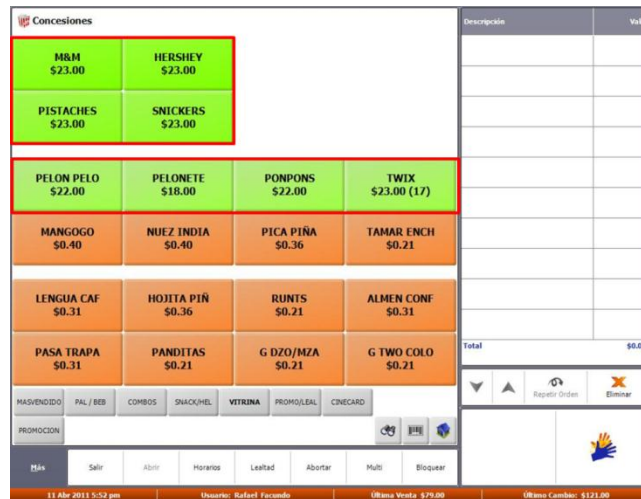 Concesiones
Descripción Val
M&M HERSHEY
$23.00 $23.00
PISTACHES SNICKERS
$23.00 $23.00
PELON PELO PELONETE PONPONS TWIX
$22.00 $18.00 $22.00 $23.00 (17)
MANGOGO NUEZ INDIA PICA PIÑA TAMAR ENCH
$0.40 $0.40 $0.36 $0.21
LENGUA CAF HOJITA PIÑ RUNTS ALMEN CONF
$0.31 $0.36 $0.21 $0.31
PASA TRAPA PANDITAS G DZO/MZA G TWO COLO
$0.31 $0.21 $0.21 $0.21
Total $0.0
MASVENDIDO PAL / BEB COMBOS SNACK/HEL VITRINA PROMO/LEAL CINECARD
Repetir Orden Eliminar
PROMOCION
Más Salir Abrir Horarios Lealtad Abortar Multi Bloquear
11 Abr 2011 5:52 pm Usuario: Rafael Facundo Última Venta $79.00 Último Cambio: $121.00